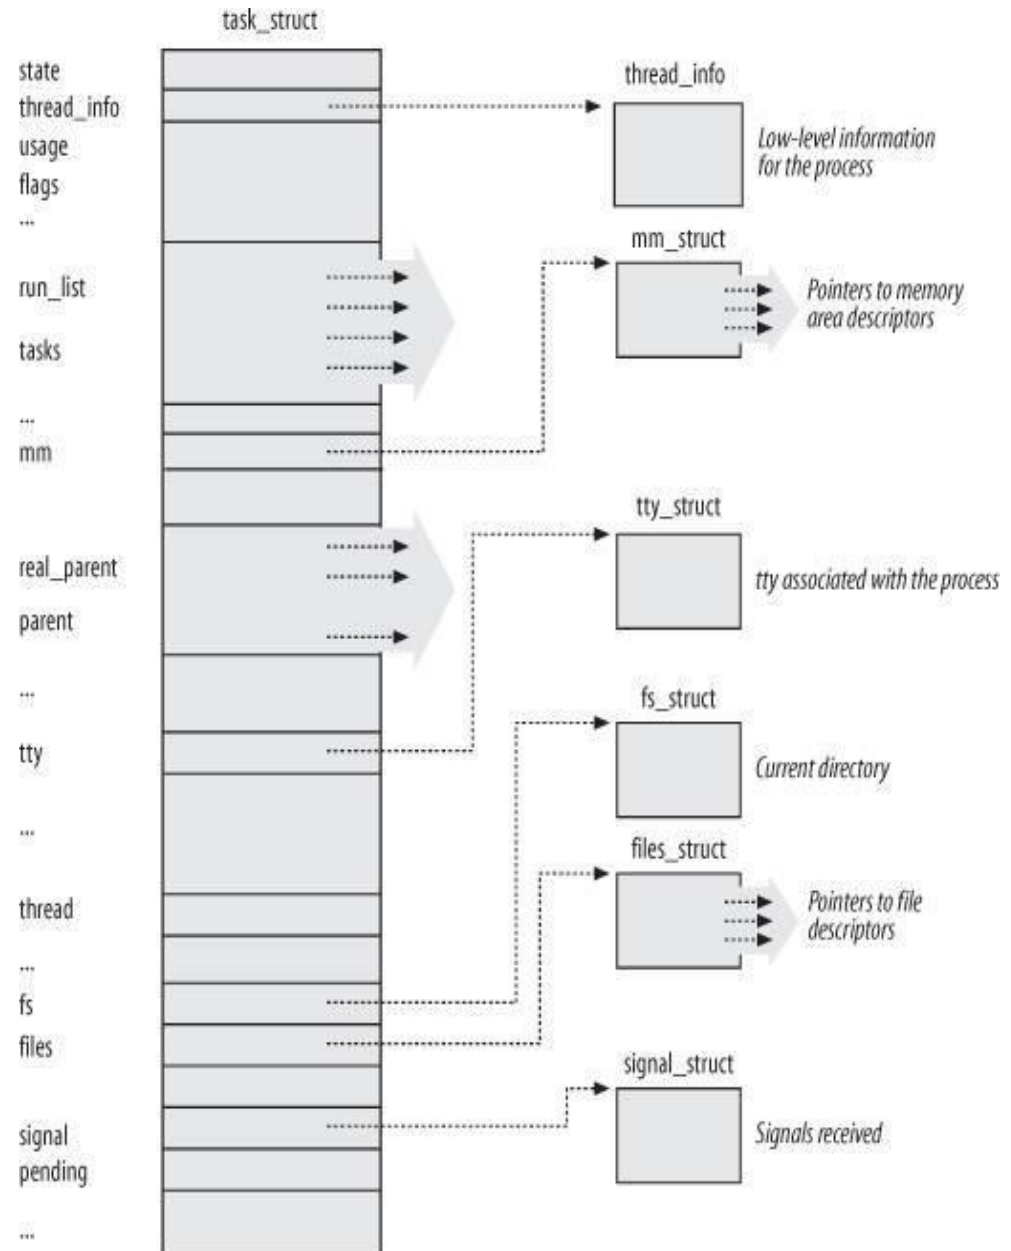 task_struct
state
thread_info
usage
flags
...
run_list
tasks
...
mm
real_parent
parent
...
tty
...
thread
...
fs
files
signal
pending
...
thread_info
Low-level information
for the process
mm_struct
Pointers to memory
area descriptors
tty_struct
tty associated with the process
fs_struct
Current directory
files_struct
Pointers to file
descriptors
signal_struct
Signals received